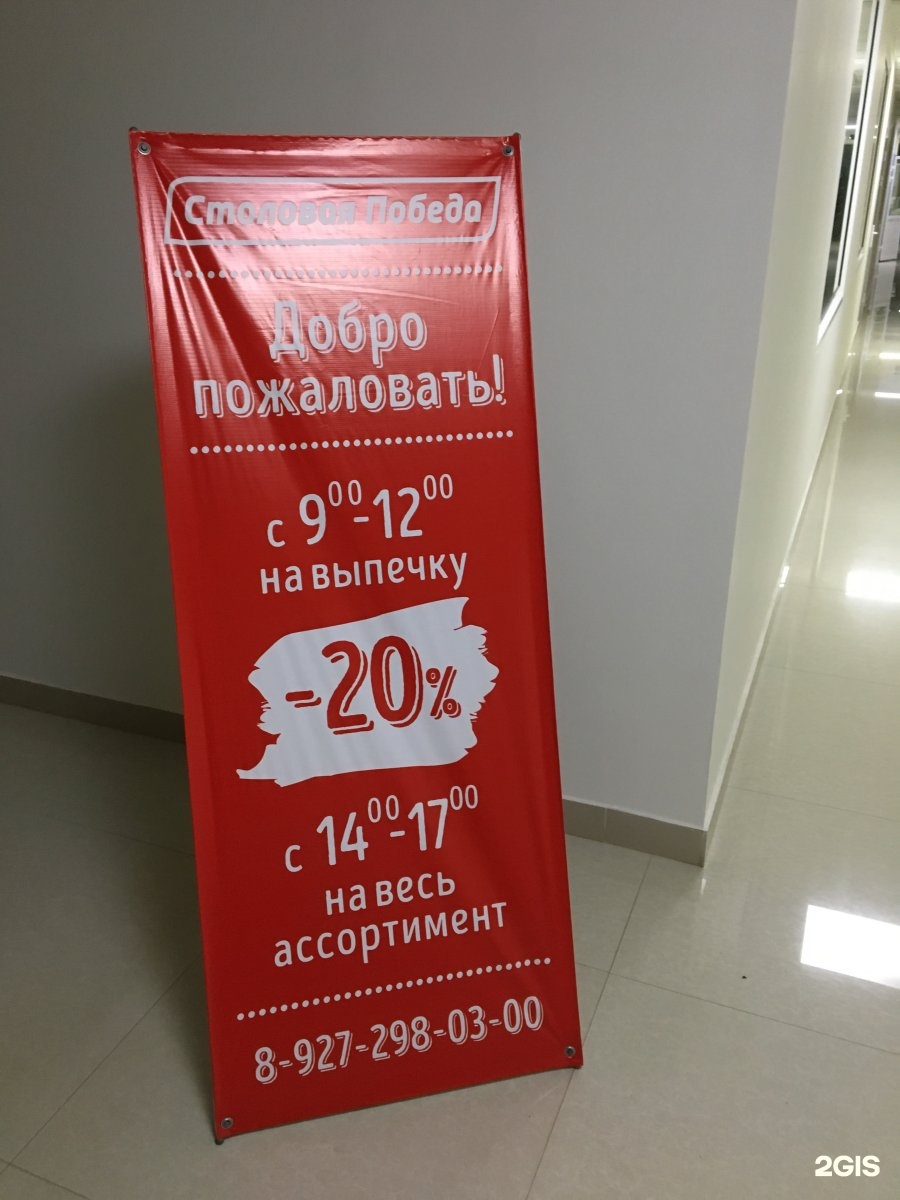 Столовая Победа
Добро
пожаловать!
с 9⁰⁰-12⁰⁰
на выпечку
-20%
с 14⁰⁰-17⁰⁰
на весь
ассортимент
8-927-298-03-00
2GIS